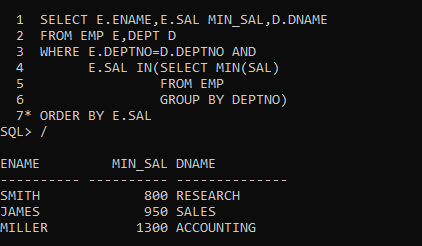 1 SELECT E.ENAME,E.SAL MIN_SAL,D.DNAME
2 FROM EMP E,DEPT D
3 WHERE E.DEPTNO=D.DEPTNO AND
4 E.SAL IN(SELECT MIN(SAL)
5 FROM EMP
6 GROUP BY DEPTNO)
7* ORDER BY E.SAL
SQL> /
ENAME MIN_SAL DNAME
---------- ---------- --------------
SMITH 800 RESEARCH
JAMES 950 SALES
MILLER 1300 ACCOUNTING